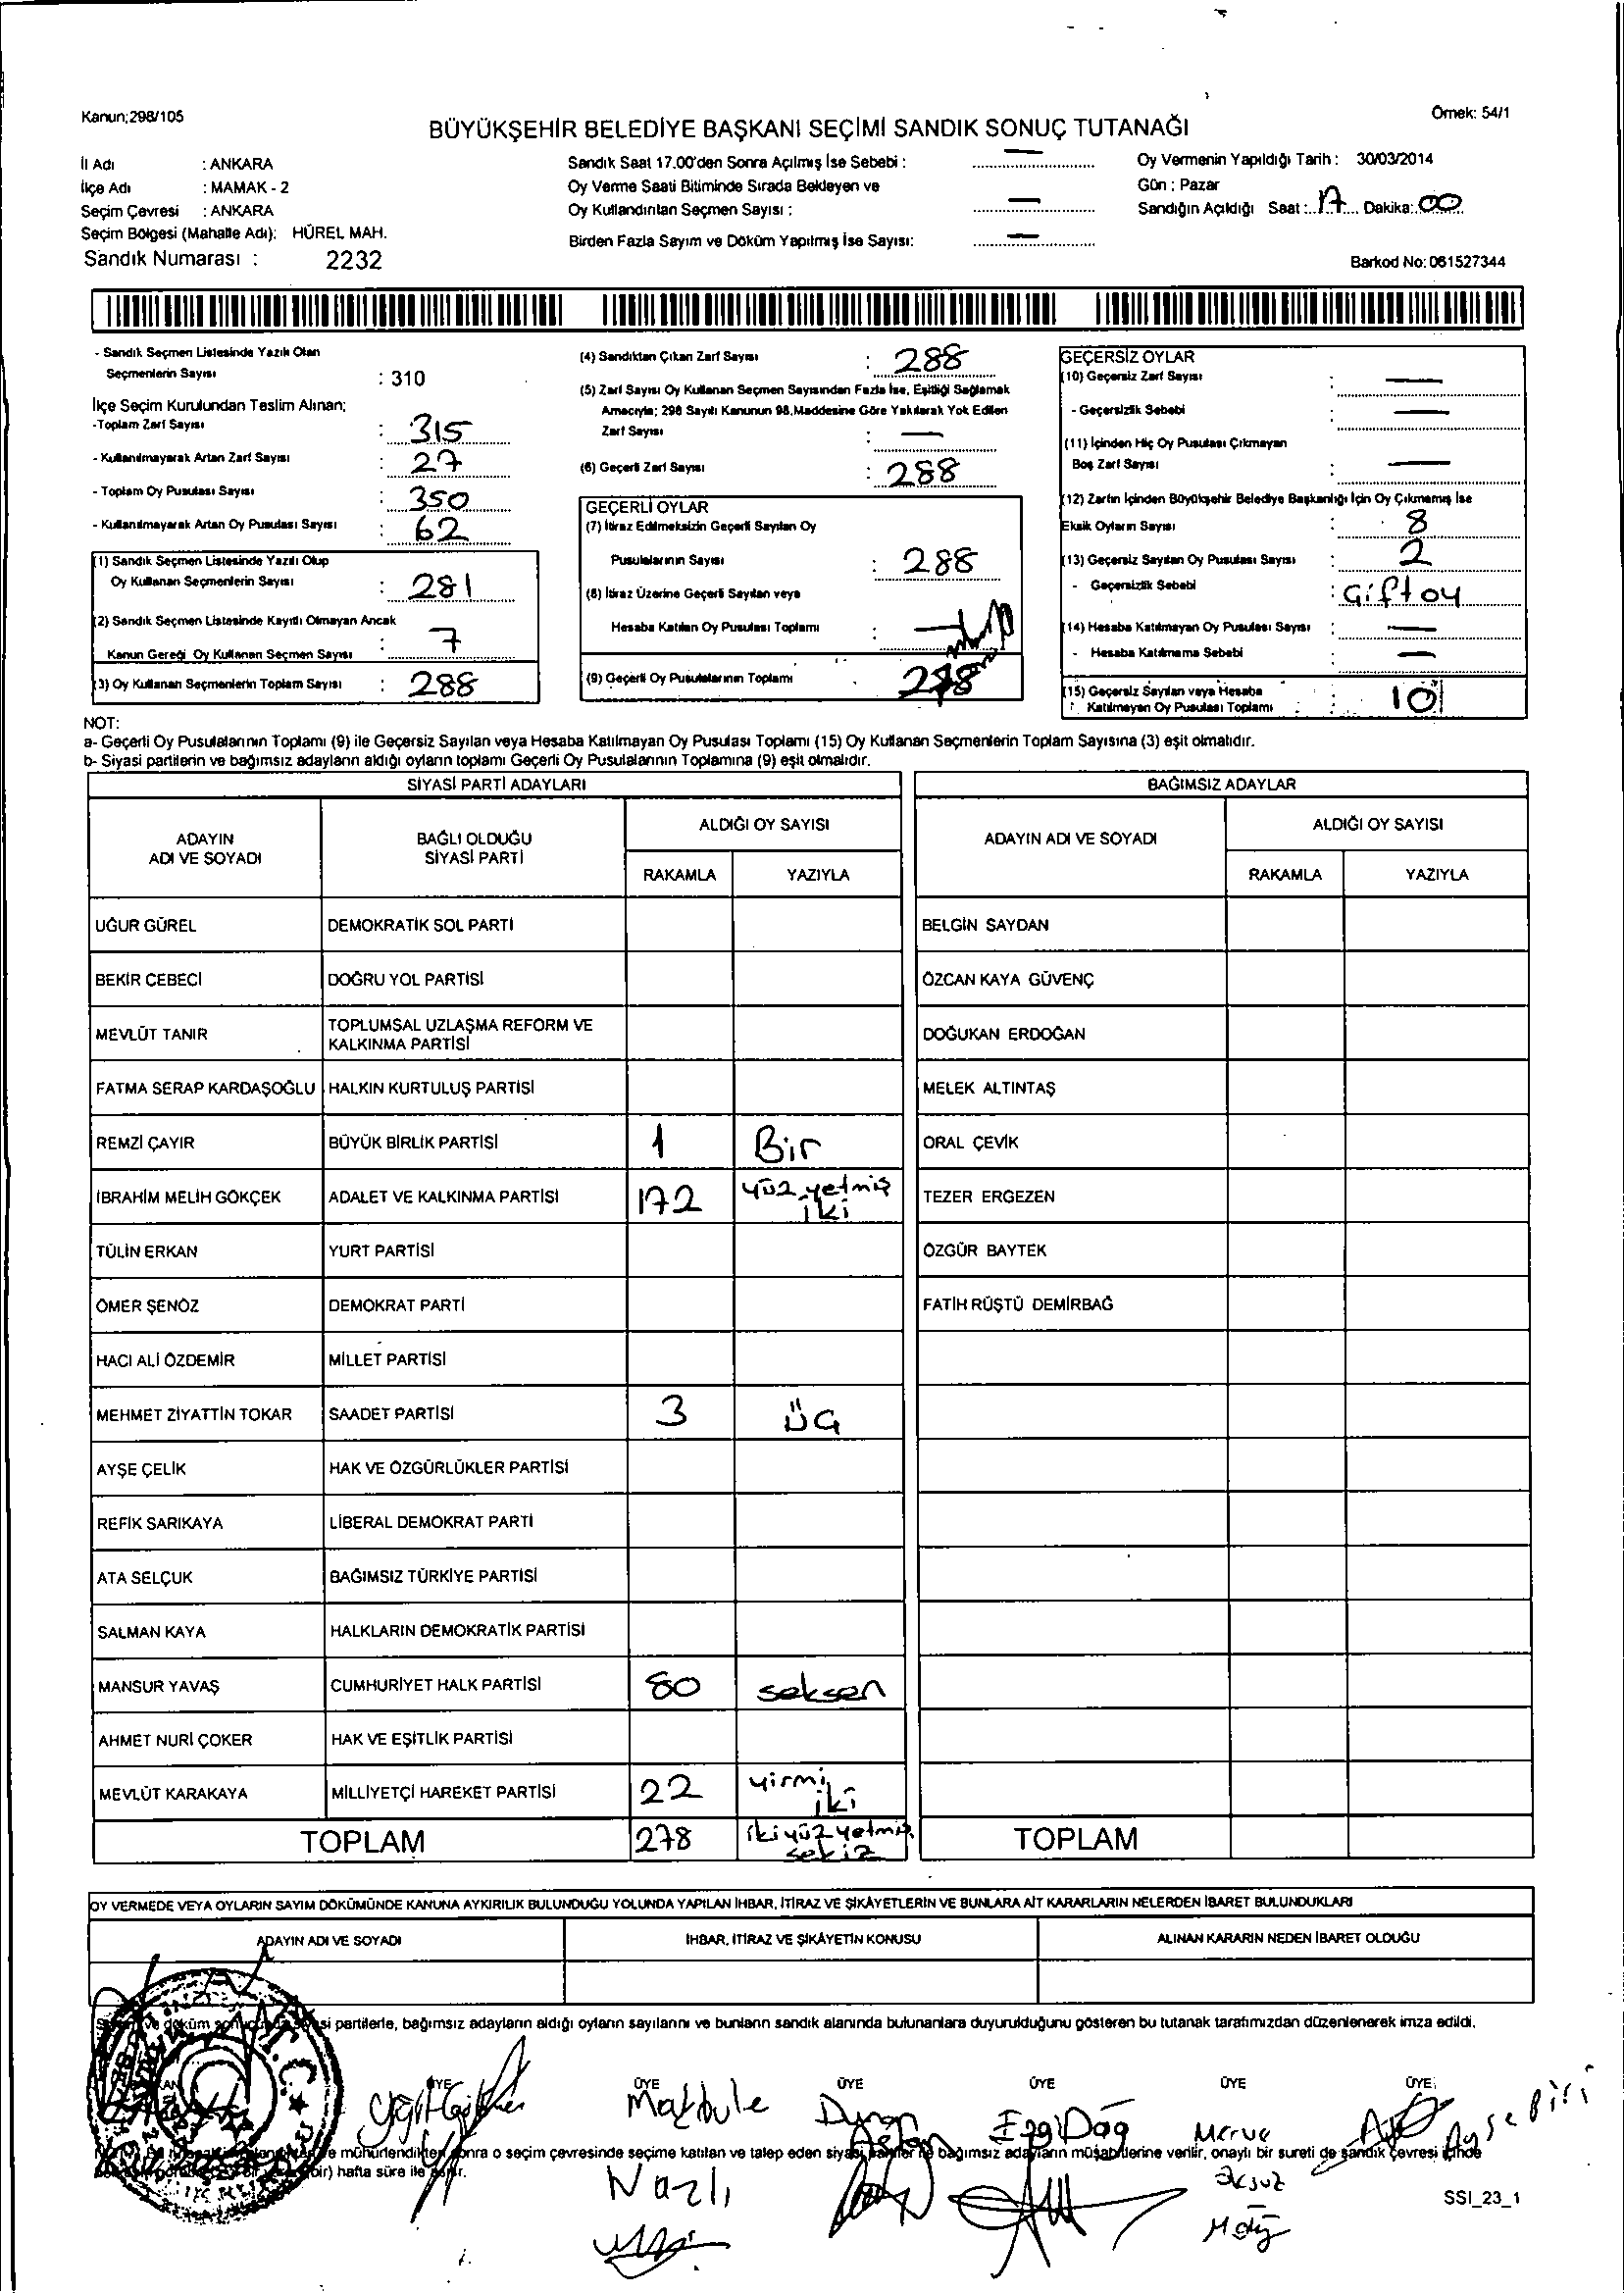 Kanun;298/105
Örnek: 54/1
BÜYÜKŞEHİR BELEDİYE BAŞKANI SEÇİMİ SANDIK SONUÇ TUTANAĞI
İl Adı : ANKARA
İlçe Adı : MAMAK - 2
Seçim Çevresi : ANKARA
Seçim Bölgesi (Mahalle Adı): HÜREL MAH.
Sandık Numarası : 2232
Sandık Saat 17.00'den Sonra Açılmış İse Sebebi : —
Oy Verme Saati Bitiminde Sırada Bekleyen ve
Oy Kullandırılan Seçmen Sayısı : —
Birden Fazla Sayım ve Döküm Yapılmış İse Sayısı: —
Oy Vermenin Yapıldığı Tarih : 30/03/2014
Gün : Pazar
Sandığın Açıldığı Saat : 17 Dakika: 00
Barkod No: 061527344
- Sandık Seçmen Listesinde Yazılı Olan
Seçmenlerin Sayısı : 310
İlçe Seçim Kurulundan Teslim Alınan;
-Toplam Zarf Sayısı : 315
- Kullanılmayarak Artan Zarf Sayısı : 27
- Toplam Oy Pusulası Sayısı : 350
- Kullanılmayarak Artan Oy Pusulası Sayısı : 62
(1) Sandık Seçmen Listesinde Yazılı Olup
Oy Kullanan Seçmenlerin Sayısı : 281
(2) Sandık Seçmen Listesinde Kayıtlı Olmayan Ancak
Kanun Gereği Oy Kullanan Seçmen Sayısı : 7
(3) Oy Kullanan Seçmenlerin Toplam Sayısı : 288
(4) Sandıktan Çıkan Zarf Sayısı : 288
(5) Zarf Sayısı Oy Kullanan Seçmen Sayısından Fazla İse, Eşitliği Sağlamak
Amacıyla; 298 Sayılı Kanunun 98.Maddesine Göre Yakılarak Yok Edilen
Zarf Sayısı : —
(6) Geçerli Zarf Sayısı : 288
GEÇERLİ OYLAR
(7) İtiraz Edilmeksizin Geçerli Sayılan Oy
Pusulalarının Sayısı : 288
(8) İtiraz Üzerine Geçerli Sayılan veya
Hesaba Katılan Oy Pusulası Toplamı : —
(9) Geçerli Oy Pusulalarının Toplamı 278
GEÇERSİZ OYLAR
(10) Geçersiz Zarf Sayısı : —
- Geçersizlik Sebebi : —
(11) İçinden Hiç Oy Pusulası Çıkmayan
Boş Zarf Sayısı : —
(12) Zarfın İçinden Büyükşehir Belediye Başkanlığı İçin Oy Çıkmamış İse
Eksik Oyların Sayısı : 8
(13) Geçersiz Sayılan Oy Pusulası Sayısı : 2
- Geçersizlik Sebebi : Çift oy
(14) Hesaba Katılmayan Oy Pusulası Sayısı : —
- Hesaba Katılmama Sebebi : —
(15) Geçersiz Sayılan veya Hesaba
Katılmayan Oy Pusulası Toplamı : 10
NOT:
a- Geçerli Oy Pusulalarının Toplamı (9) ile Geçersiz Sayılan veya Hesaba Katılmayan Oy Pusulası Toplamı (15) Oy Kullanan Seçmenlerin Toplam Sayısına (3) eşit olmalıdır.
b- Siyasi partilerin ve bağımsız adayların aldığı oyların toplamı Geçerli Oy Pusulalarının Toplamına (9) eşit olmalıdır.
SİYASİ PARTİ ADAYLARI
ADAYIN ADI VE SOYADI BAĞLI OLDUĞU SİYASİ PARTİ ALDIĞI OY SAYISI
RAKAMLA YAZIYLA
UĞUR GÜREL DEMOKRATİK SOL PARTİ
BEKİR CEBECİ DOĞRU YOL PARTİSİ
MEVLÜT TANIR TOPLUMSAL UZLAŞMA REFORM VE
KALKINMA PARTİSİ
FATMA SERAP KARDAŞOĞLU HALKIN KURTULUŞ PARTİSİ
REMZİ ÇAYIR BÜYÜK BİRLİK PARTİSİ 1 Bir
İBRAHİM MELİH GÖKÇEK ADALET VE KALKINMA PARTİSİ 172 yüz yetmiş
iki
TÜLİN ERKAN YURT PARTİSİ
ÖMER ŞENÖZ DEMOKRAT PARTİ
HACI ALİ ÖZDEMİR MİLLET PARTİSİ
MEHMET ZİYATTİN TOKAR SAADET PARTİSİ 3 üç
AYŞE ÇELİK HAK VE ÖZGÜRLÜKLER PARTİSİ
REFİK SARIKAYA LİBERAL DEMOKRAT PARTİ
ATA SELÇUK BAĞIMSIZ TÜRKİYE PARTİSİ
SALMAN KAYA HALKLARIN DEMOKRATİK PARTİSİ
MANSUR YAVAŞ CUMHURİYET HALK PARTİSİ 80 seksen
AHMET NURİ ÇOKER HAK VE EŞİTLİK PARTİSİ
MEVLÜT KARAKAYA MİLLİYETÇİ HAREKET PARTİSİ 22 yirmi
iki
TOPLAM 278 ikiyüz yetmiş
sekiz
BAĞIMSIZ ADAYLAR
ADAYIN ADI VE SOYADI ALDIĞI OY SAYISI
RAKAMLA YAZIYLA
BELGİN SAYDAN
ÖZCAN KAYA GÜVENÇ
DOĞUKAN ERDOĞAN
MELEK ALTINTAŞ
ORAL ÇEVİK
TEZER ERGEZEN
ÖZGÜR BAYTEK
FATİH RÜŞTÜ DEMİRBAĞ
TOPLAM
OY VERMEDE VEYA OYLARIN SAYIM DÖKÜMÜNDE KANUNA AYKIRILIK BULUNDUĞU YOLUNDA YAPILAN İHBAR, İTİRAZ VE ŞİKÂYETLERİN VE BUNLARA AİT KARARLARIN NELERDEN İBARET BULUNDUKLARI
ADAYIN ADI VE SOYADI İHBAR, İTİRAZ VE ŞİKÂYETİN KONUSU ALINAN KARARIN NEDEN İBARET OLDUĞU
partilerle, bağımsız adayların aldığı oyların sayılarını ve bunların sandık alanında bulunanlara duyurulduğunu gösteren bu tutanak tarafımızdan düzenlenerek imza edildi.
ÜYE ÜYE ÜYE ÜYE ÜYE ÜYE
Makbule Ezgi Dağ Merve Ayşe Piri
mühürlendikten sonra o seçim çevresinde seçime katılan ve talep eden siyasi partiler ile bağımsız adayların müşahitlerine verilir, onaylı bir sureti de sandık çevresi içinde
bir) hafta süre ile asılır.
Nazlı
SSI_23_1